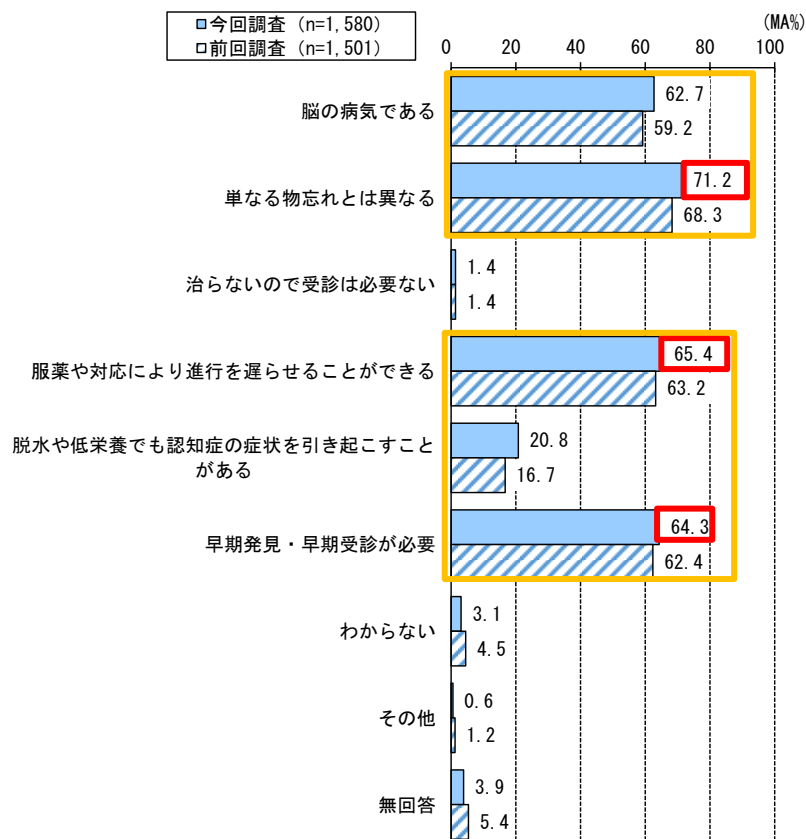 ■今回調査 (n=1,580)
□前回調査 (n=1,501)
(MA%)
0 20 40 60 80 100
脳の病気である
62.7
59.2
単なる物忘れとは異なる
71.2
68.3
治らないので受診は必要ない
1.4
1.4
服薬や対応により進行を遅らせることができる
65.4
63.2
脱水や低栄養でも認知症の症状を引き起こすこと
がある
20.8
16.7
早期発見・早期受診が必要
64.3
62.4
わからない
3.1
4.5
その他
0.6
1.2
無回答
3.9
5.4